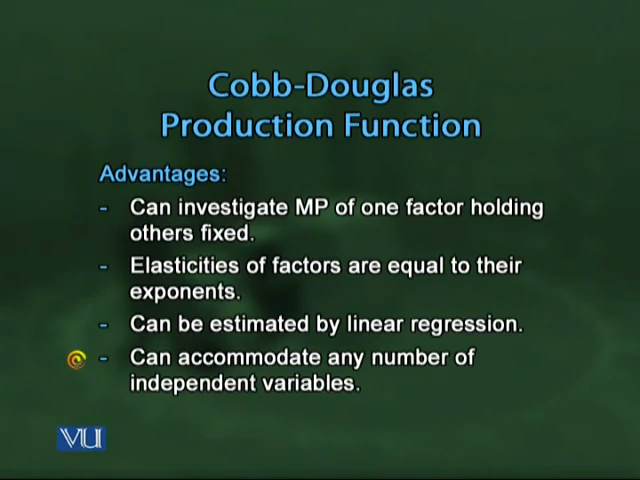 Cobb-Douglas
Production Function
Advantages:
- Can investigate MP of one factor holding
others fixed.
- Elasticities of factors are equal to their
exponents.
- Can be estimated by linear regression.
- Can accommodate any number of
independent variables.
VU